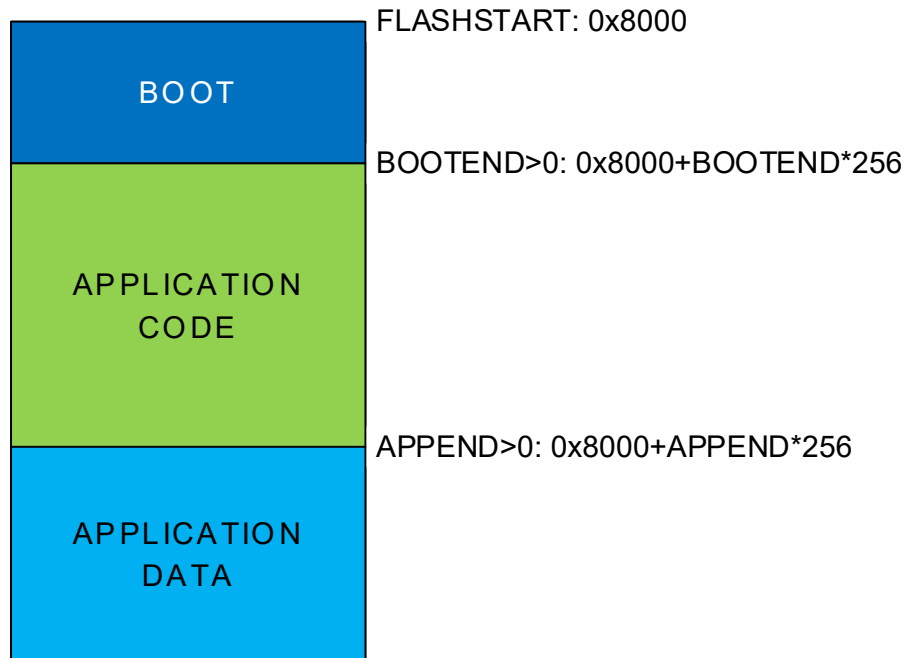 FLASHSTART: 0x8000
BOOT
BOOTEND>0: 0x8000+BOOTEND*256
APPLICATION
CODE
APPEND>0: 0x8000+APPEND*256
APPLICATION
DATA